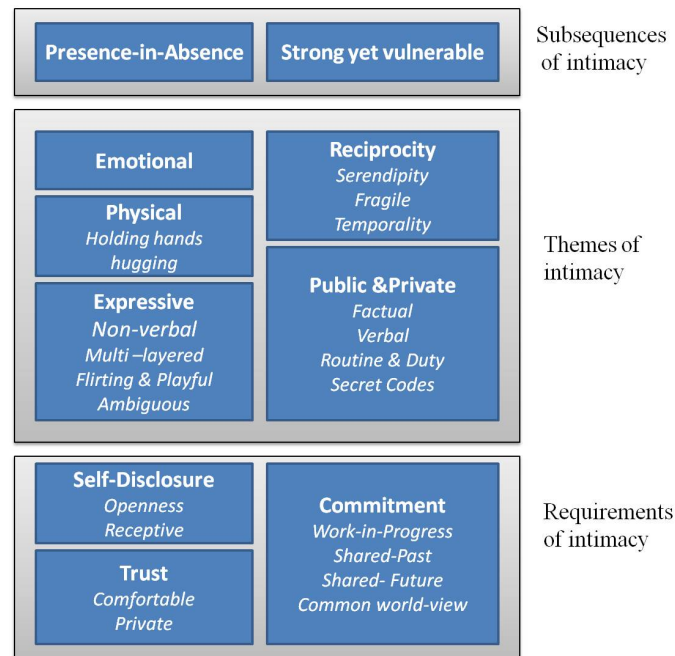 Presence-in-Absence
Strong yet vulnerable
Subsequences
of intimacy
Emotional
Physical
Holding hands
hugging
Expressive
Non-verbal
Multi –layered
Flirting & Playful
Ambiguous
Reciprocity
Serendipity
Fragile
Temporality
Public &Private
Factual
Verbal
Routine & Duty
Secret Codes
Themes of
intimacy
Self-Disclosure
Openness
Receptive
Trust
Comfortable
Private
Commitment
Work-in-Progress
Shared-Past
Shared- Future
Common world-view
Requirements
of intimacy